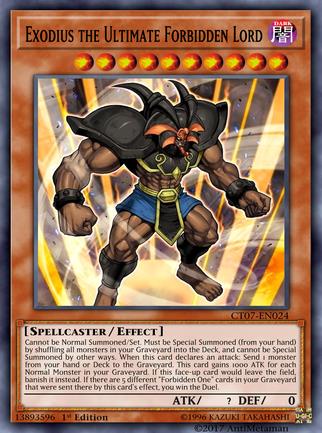 Exodius the Ultimate Forbidden Lord
DARK
闇
CT07-EN024
[Spellcaster / Effect]
Cannot be Normal Summoned/Set. Must be Special Summoned (from your hand)
by shuffling all monsters in your Graveyard into the Deck, and cannot be Special
Summoned by other ways. When this card declares an attack: Send 1 monster
from your hand or Deck to the Graveyard. This card gains 1000 ATK for each
Normal Monster in your Graveyard. If this face-up card would leave the field,
banish it instead. If there are 5 different "Forbidden One" cards in your Graveyard
that were sent there by this card's effect, you win the Duel.
ATK/ ? DEF/ 0
13893596 1st Edition ©1996 KAZUKI TAKAHASHI
©2017 AntiMetaman